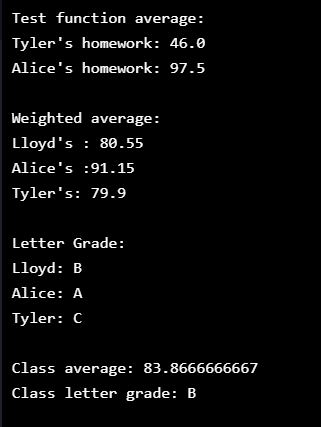 Test function average:
Tyler's homework: 46.0
Alice's homework: 97.5
Weighted average:
Lloyd's : 80.55
Alice's :91.15
Tyler's: 79.9
Letter Grade:
Lloyd: B
Alice: A
Tyler: C
Class average: 83.8666666667
Class letter grade: B